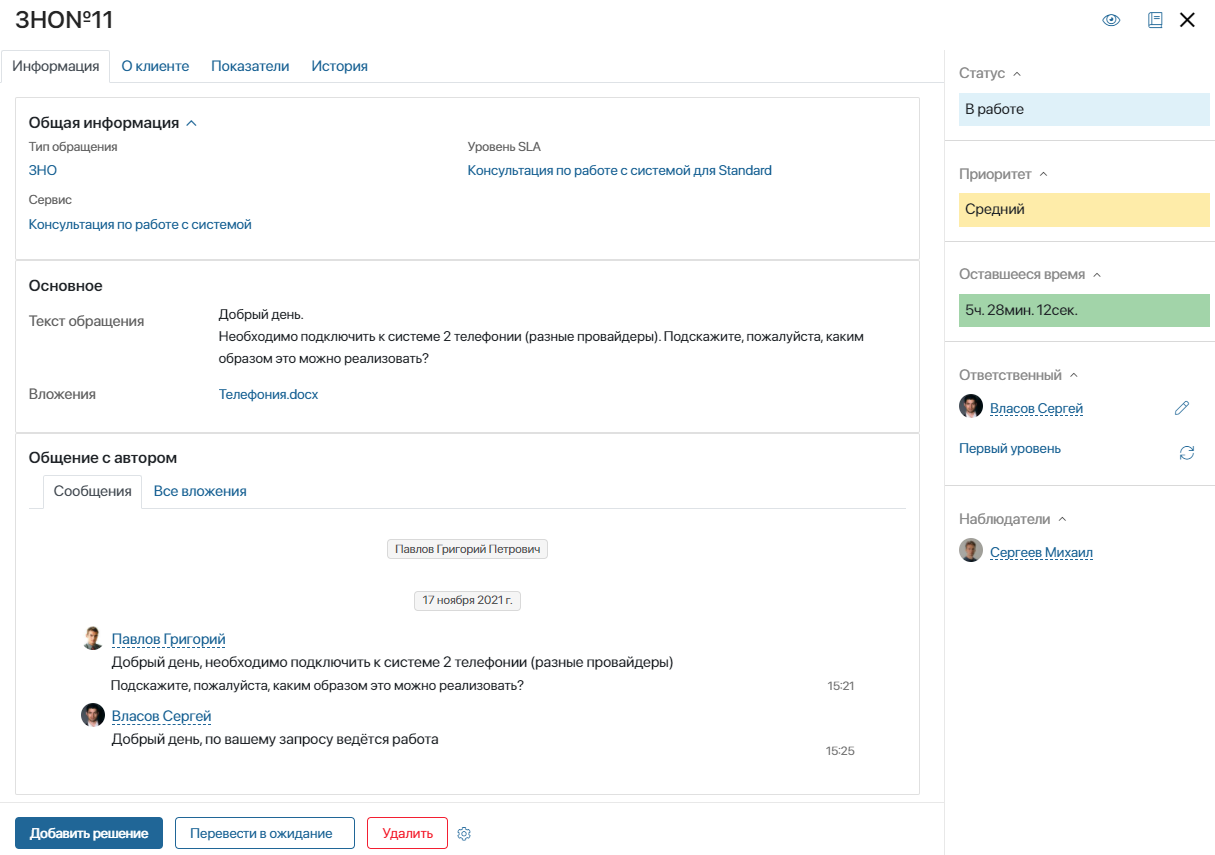 ЗНО№11
Информация
О клиенте
Показатели
История
Общая информация
Тип обращения
ЗНО
Уровень SLA
Консультация по работе с системой для Standard
Сервис
Консультация по работе с системой
Основное
Текст обращения
Добрый день.
Необходимо подключить к системе 2 телефонии (разные провайдеры). Подскажите, пожалуйста, каким
образом это можно реализовать?
Вложения
Телефония.docx
Общение с автором
Сообщения
Все вложения
Павлов Григорий Петрович
17 ноября 2021 г.
Павлов Григорий
Добрый день, необходимо подключить к системе 2 телефонии (разные провайдеры)
Подскажите, пожалуйста, каким образом это можно реализовать?
15:21
Власов Сергей
Добрый день, по вашему запросу ведётся работа
15:25
Добавить решение
Перевести в ожидание
Удалить
Статус
В работе
Приоритет
Средний
Оставшееся время
5ч. 28мин. 12сек.
Ответственный
Власов Сергей
Первый уровень
Наблюдатели
Сергеев Михаил